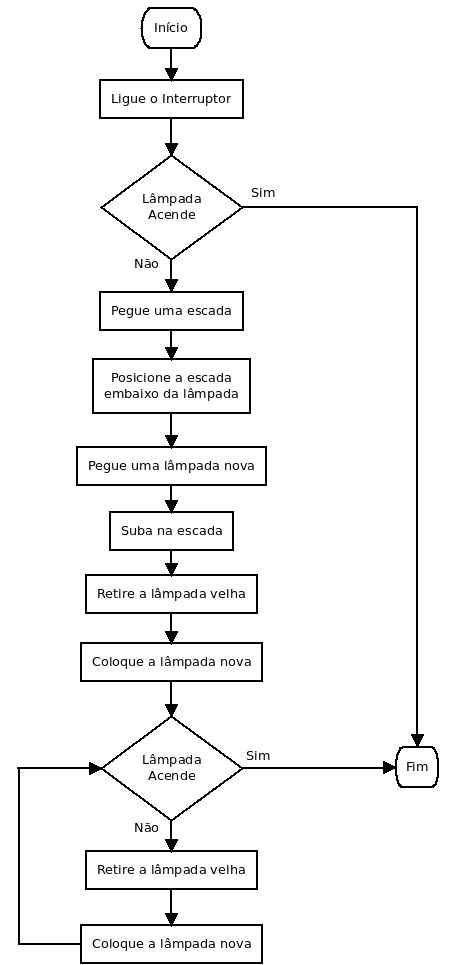 Início
Ligue o Interruptor
Lâmpada
Acende
Sim
Não
Pegue uma escada
Posicione a escada
embaixo da lâmpada
Pegue uma lâmpada nova
Suba na escada
Retire a lâmpada velha
Coloque a lâmpada nova
Lâmpada
Acende
Sim
Fim
Não
Retire a lâmpada velha
Coloque a lâmpada nova